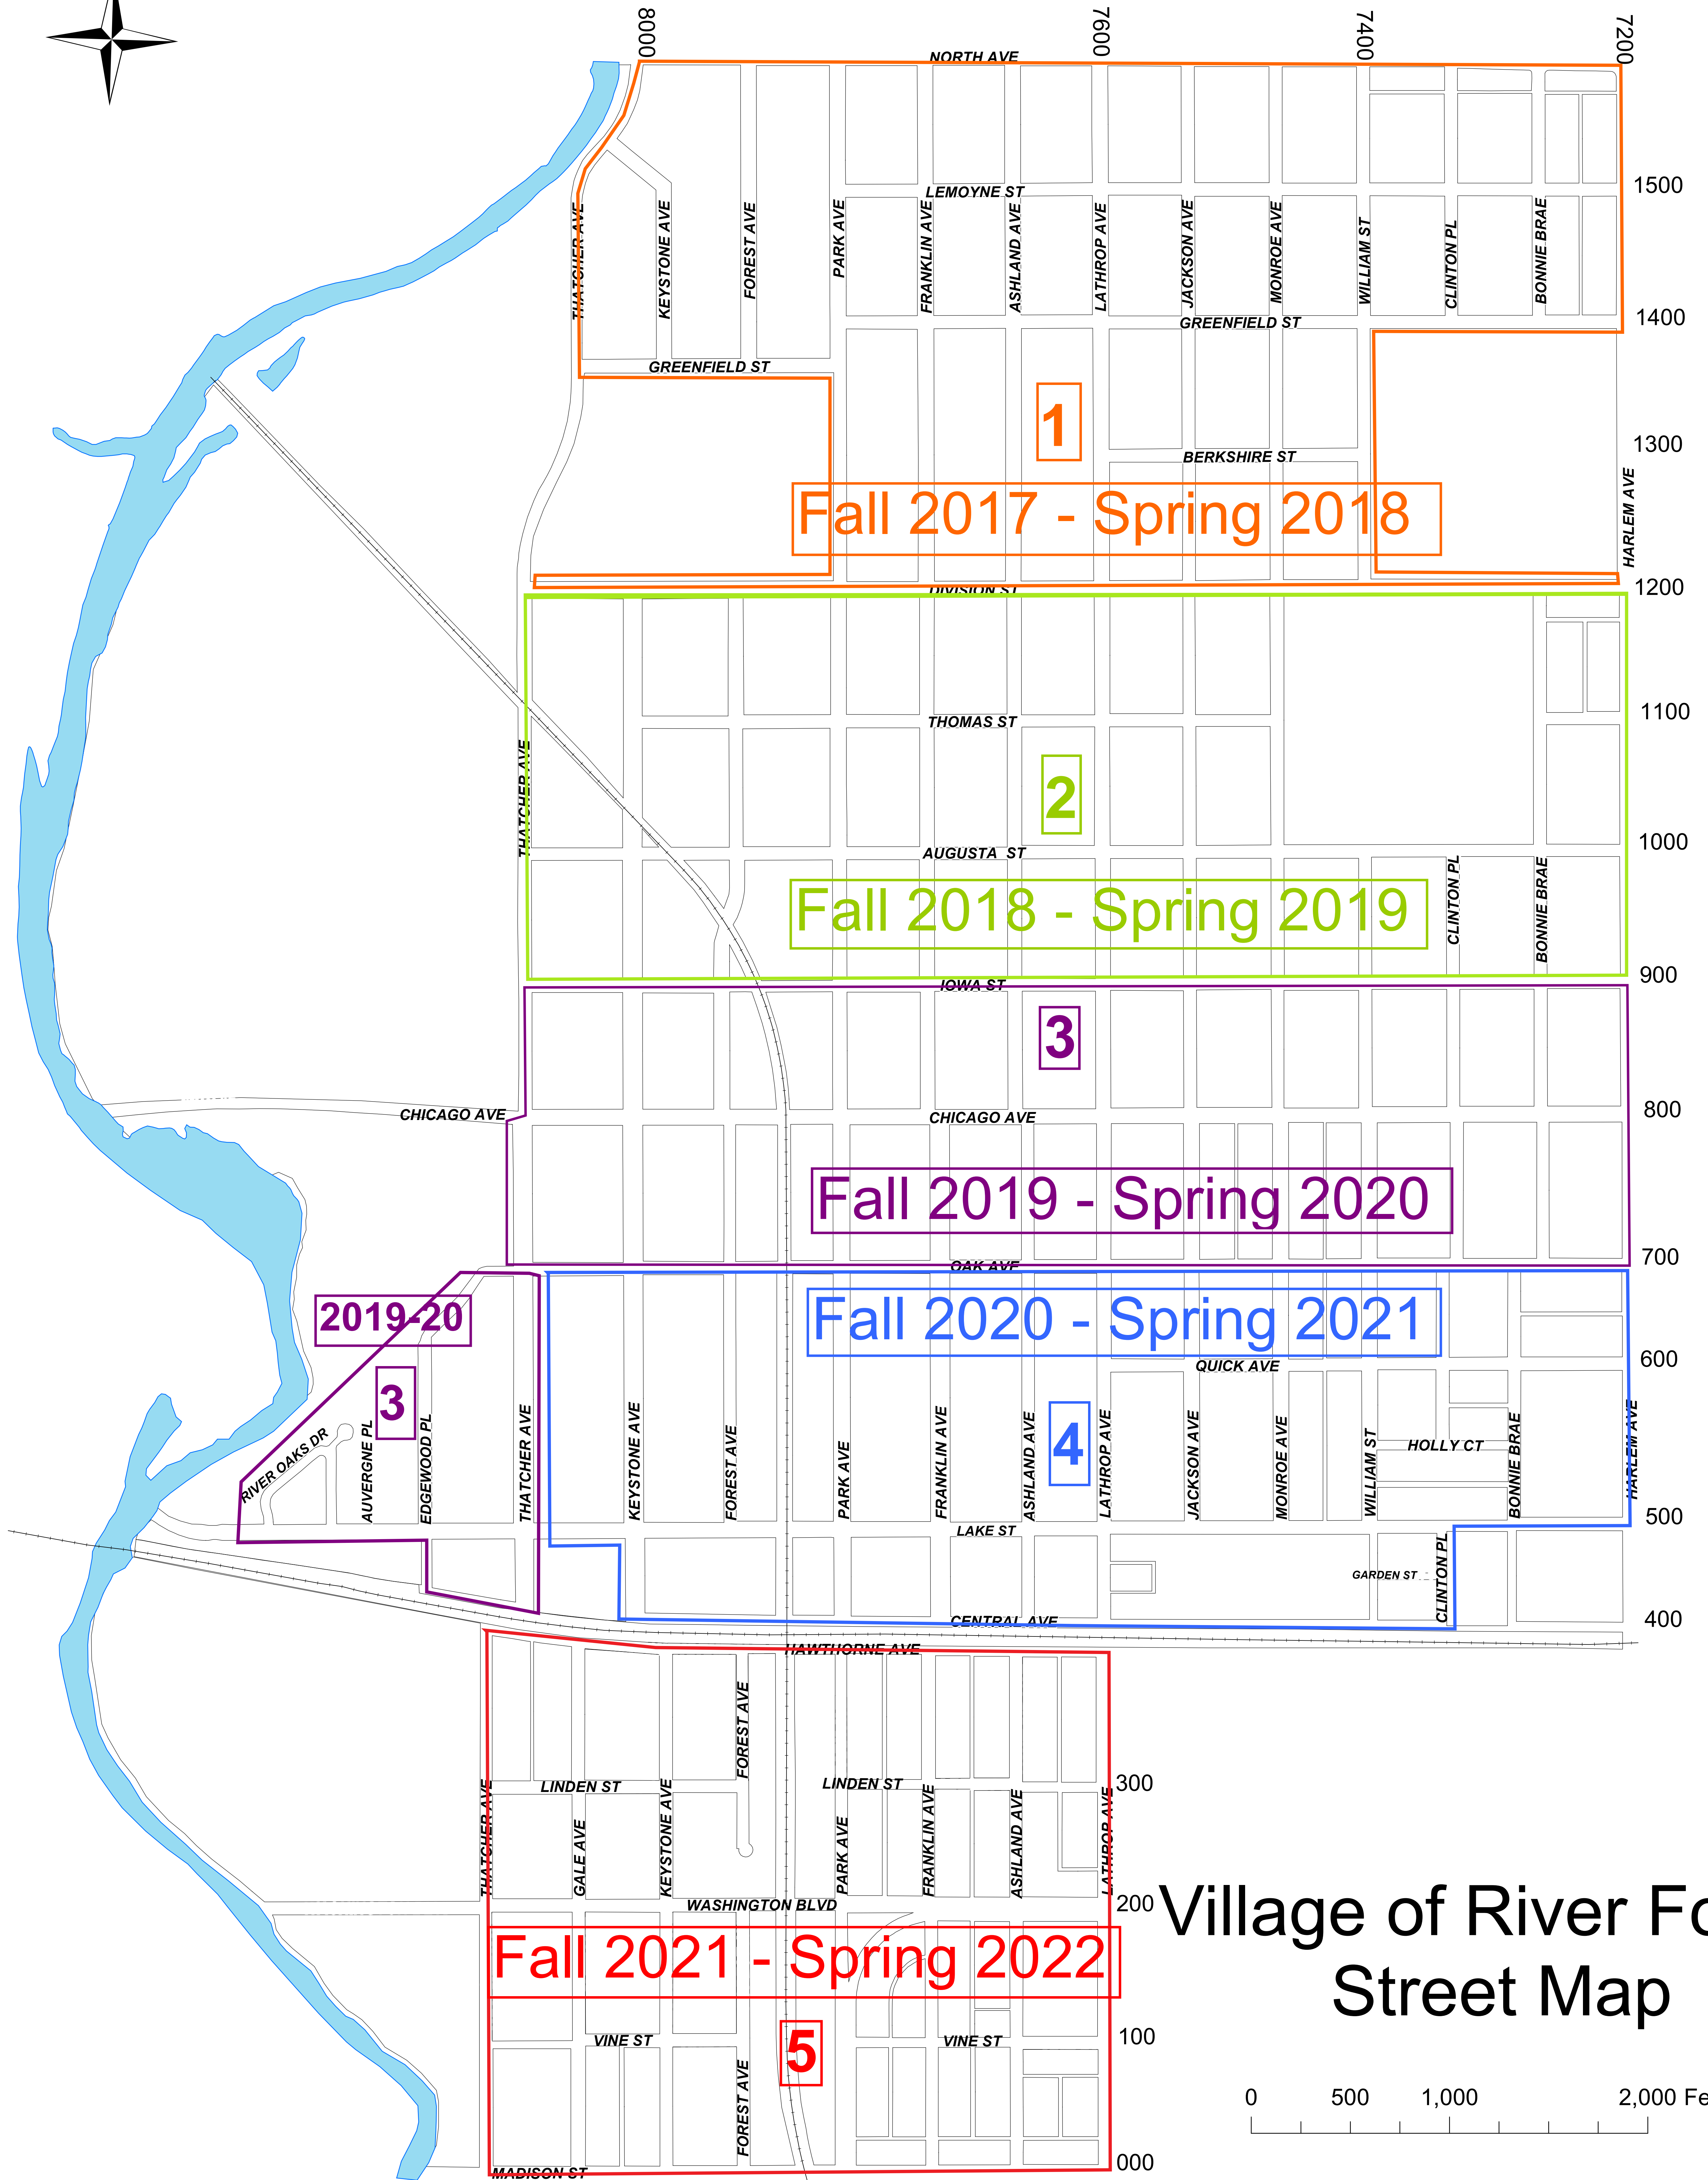 8000
7600
7400
7200
NORTH AVE
1500
LEMOYNE ST
THATCHER AVE
KEYSTONE AVE
FOREST AVE
PARK AVE
FRANKLIN AVE
ASHLAND AVE
LATHROP AVE
JACKSON AVE
MONROE AVE
WILLIAM ST
CLINTON PL
BONNIE BRAE
1400
GREENFIELD ST
GREENFIELD ST
1
1300
BERKSHIRE ST
HARLEM AVE
Fall 2017 - Spring 2018
1200
DIVISION ST
1100
THOMAS ST
THATCHER AVE
2
1000
AUGUSTA ST
CLINTON PL
BONNIE BRAE
Fall 2018 - Spring 2019
900
IOWA ST
3
800
CHICAGO AVE
CHICAGO AVE
Fall 2019 - Spring 2020
700
OAK AVE
2019-20
Fall 2020 - Spring 2021
600
QUICK AVE
3
4
RIVER OAKS DR
AUVERGNE PL
EDGEWOOD PL
THATCHER AVE
KEYSTONE AVE
FOREST AVE
PARK AVE
FRANKLIN AVE
ASHLAND AVE
LATHROP AVE
JACKSON AVE
MONROE AVE
WILLIAM ST
HOLLY CT
BONNIE BRAE
HARLEM AVE
500
LAKE ST
GARDEN ST
CLINTON PL
400
CENTRAL AVE
HAWTHORNE AVE
FOREST AVE
300
LINDEN ST
LINDEN ST
THATCHER AVE
GALE AVE
KEYSTONE AVE
PARK AVE
FRANKLIN AVE
ASHLAND AVE
LATHROP AVE
200
WASHINGTON BLVD
Village of River Fo
Street Map
Fall 2021 - Spring 2022
100
VINE ST
VINE ST
5
FOREST AVE
0 500 1,000 2,000 Fe
000
MADISON ST